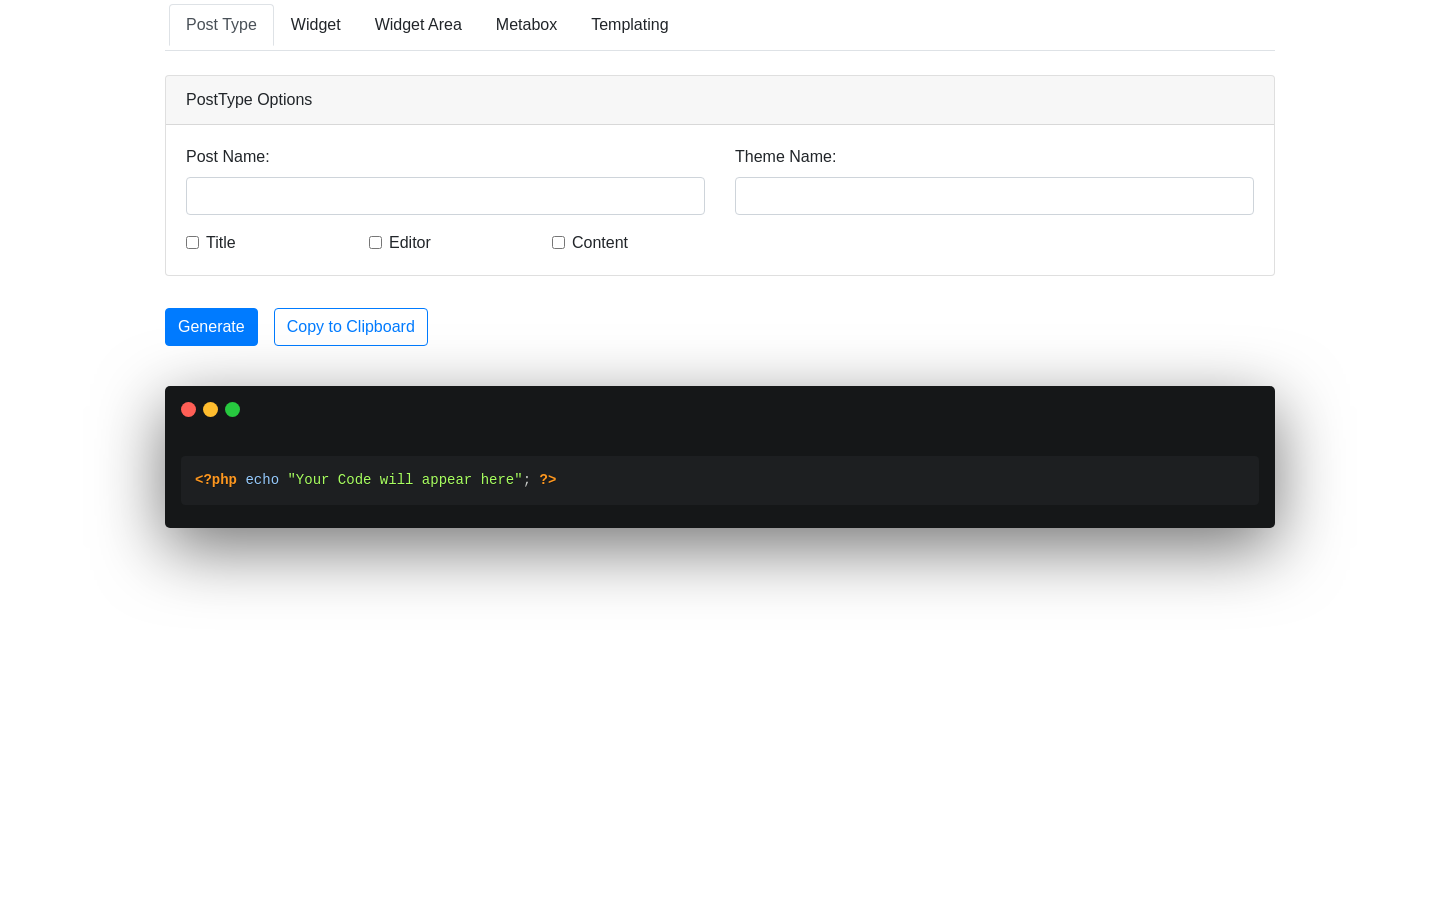 Post Type Widget Widget Area Metabox Templating
PostType Options
Post Name: Theme Name:
Title Editor Content
Generate Copy to Clipboard
<?php echo "Your Code will appear here"; ?>